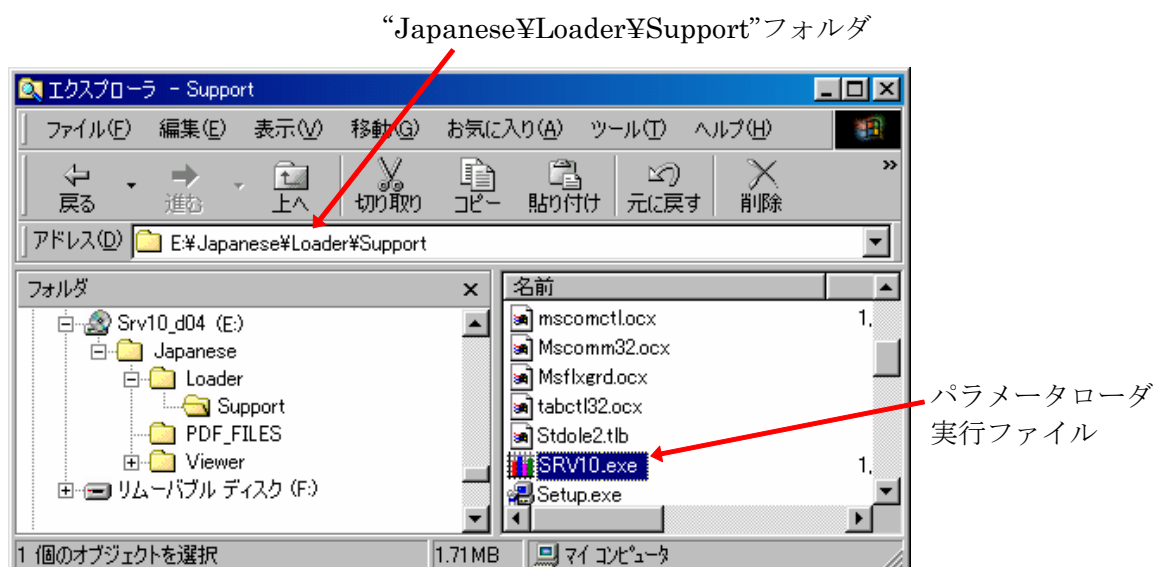 “Japanese¥Loader¥Support”フォルダ
エクスプローラ - Support
ファイル(F) 編集(E) 表示(V) 移動(G) お気に入り(A) ツール(T) ヘルプ(H)
戻る 進む 上へ 切り取り コピー 貼り付け 元に戻す 削除 »
アドレス(D) E:¥Japanese¥Loader¥Support
フォルダ
Srv10_d04 (E:)
Japanese
Loader
Support
PDF_FILES
Viewer
リムーバブル ディスク (F:)
名前
mscomctl.ocx 1,
Mscomm32.ocx
Msflxgrd.ocx
tabctl32.ocx
Stdole2.tlb
SRV10.exe 1,
Setup.exe
パラメータローダ
実行ファイル
1 個のオブジェクトを選択 1.71MB マイ コンピュータ